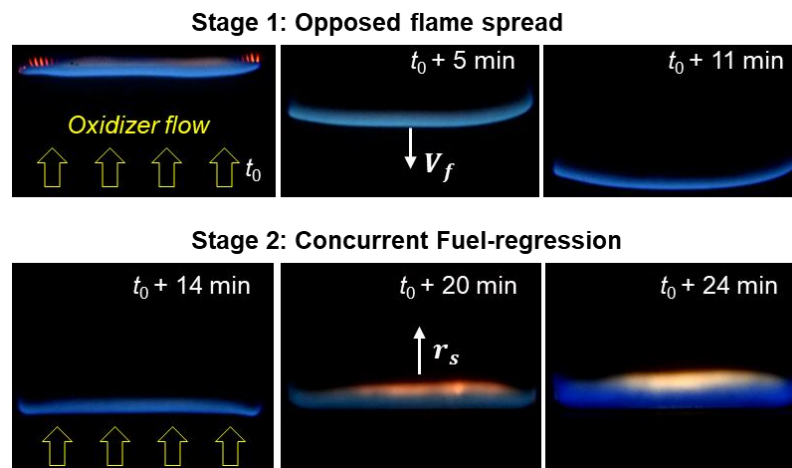 Stage 1: Opposed flame spread
Oxidizer flow
t0
t0 + 5 min
Vf
t0 + 11 min
Stage 2: Concurrent Fuel-regression
t0 + 14 min
t0 + 20 min
rs
t0 + 24 min